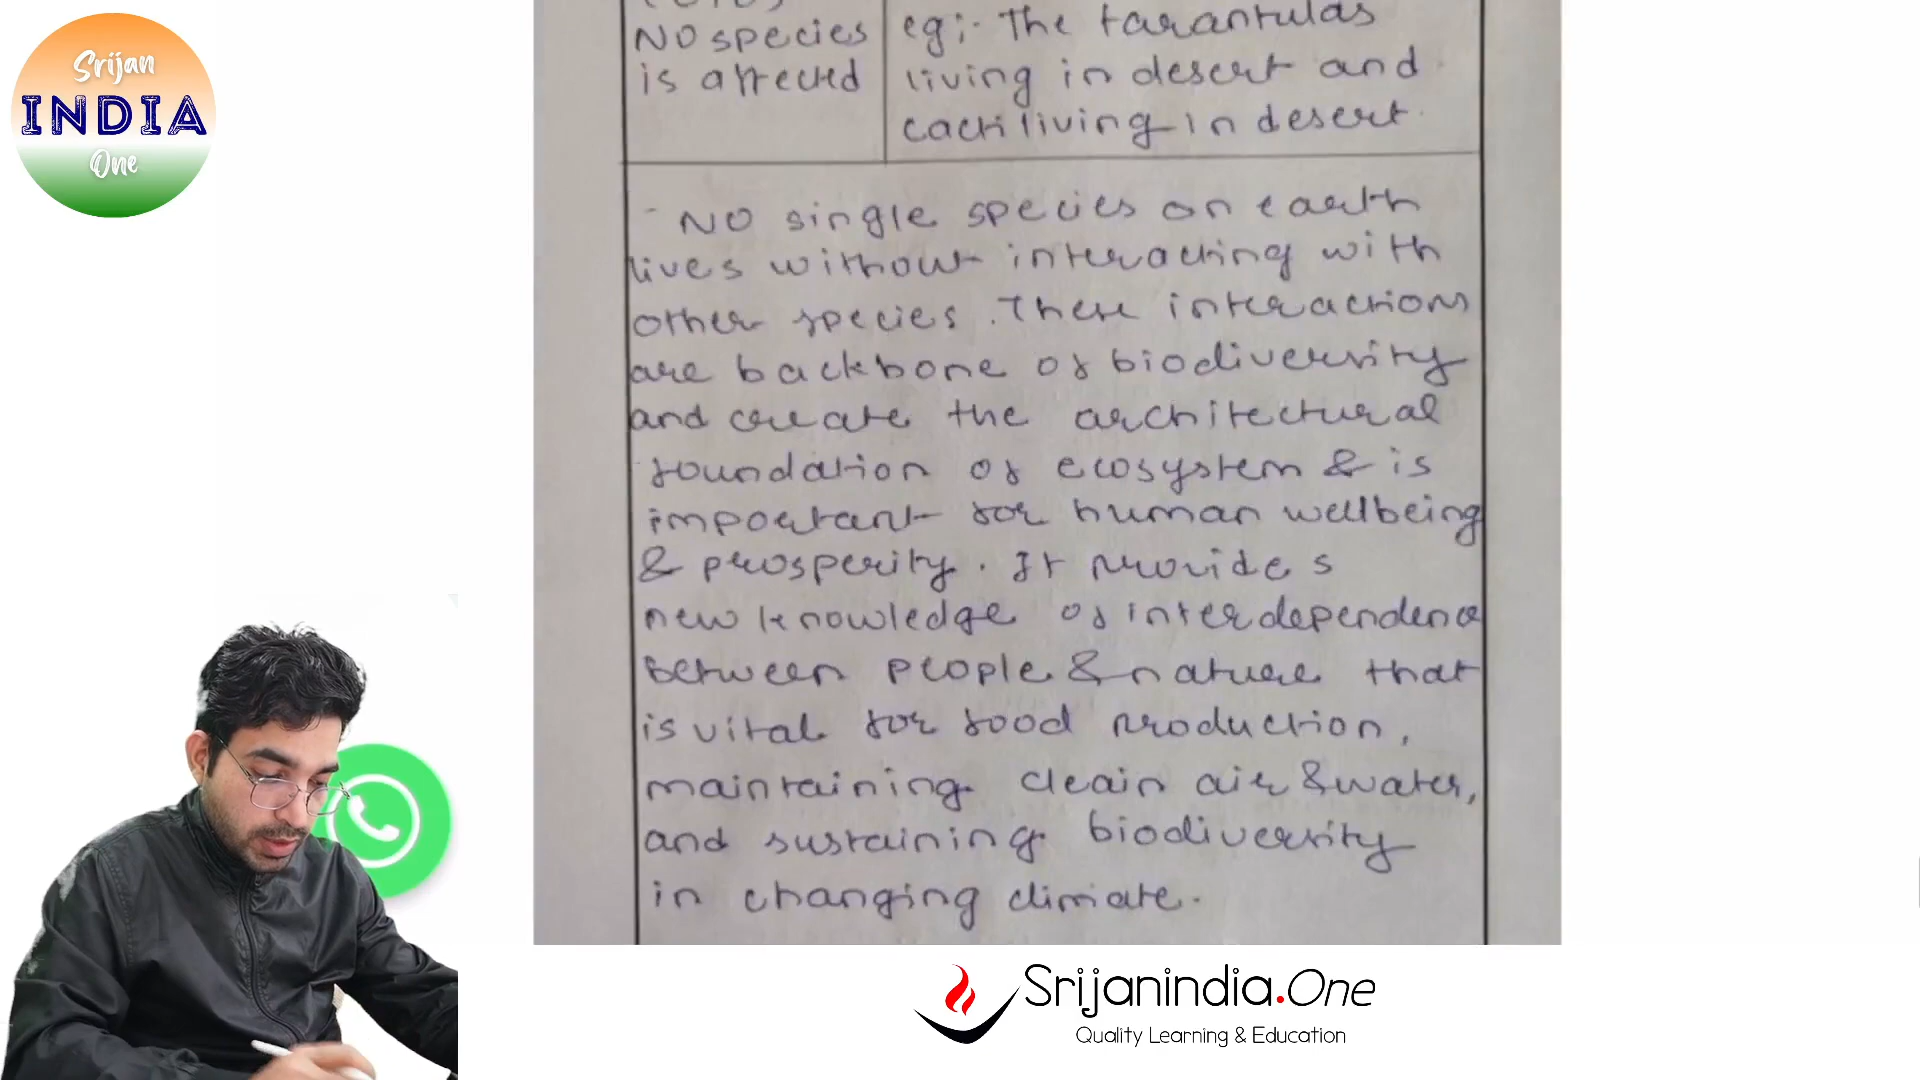 Srijan
INDIA
One
No species
is affected
eg:- The tarantulas
living in desert and
cacti living in desert.
- No single species on earth
lives without interacting with
other species. These interactions
are backbone of biodiversity
and create the architectural
foundation of ecosystem & is
important for human wellbeing
& prosperity. It provides
new knowledge of interdependence
between people & nature that
is vital for food production,
maintaining clean air & water,
and sustaining biodiversity
in changing climate.
Srijanindia.One
Quality Learning & Education